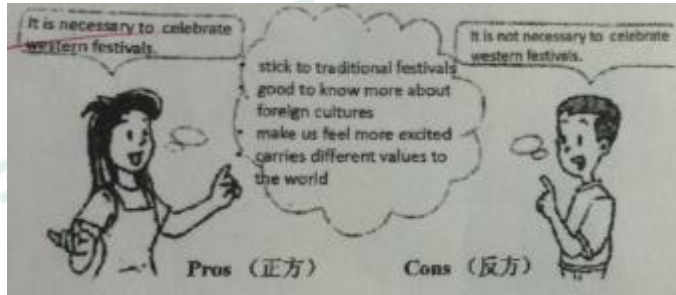 It is necessary to celebrate
western festivals.
It is not necessary to celebrate
western festivals.
stick to traditional festivals
good to know more about
foreign cultures
make us feel more excited
carries different values to
the world
Pros （正方）
Cons （反方）